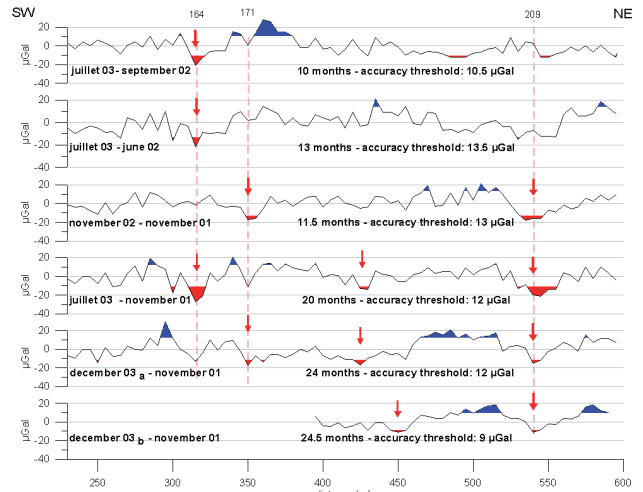 SW 164 171 209 NE
20
0
-20
-40
µGal
juillet 03 - september 02 10 months - accuracy threshold: 10.5 µGal
20
0
-20
-40
µGal
juillet 03 - june 02 13 months - accuracy threshold: 13.5 µGal
20
0
-20
-40
µGal
november 02 - november 01 11.5 months - accuracy threshold: 13 µGal
20
0
-20
-40
µGal
juillet 03 - november 01 20 months - accuracy threshold: 12 µGal
20
0
-20
-40
µGal
december 03 a - november 01 24 months - accuracy threshold: 12 µGal
20
0
-20
-40
µGal
december 03 b - november 01 24.5 months - accuracy threshold: 9 µGal
250 300 350 400 450 500 550 600